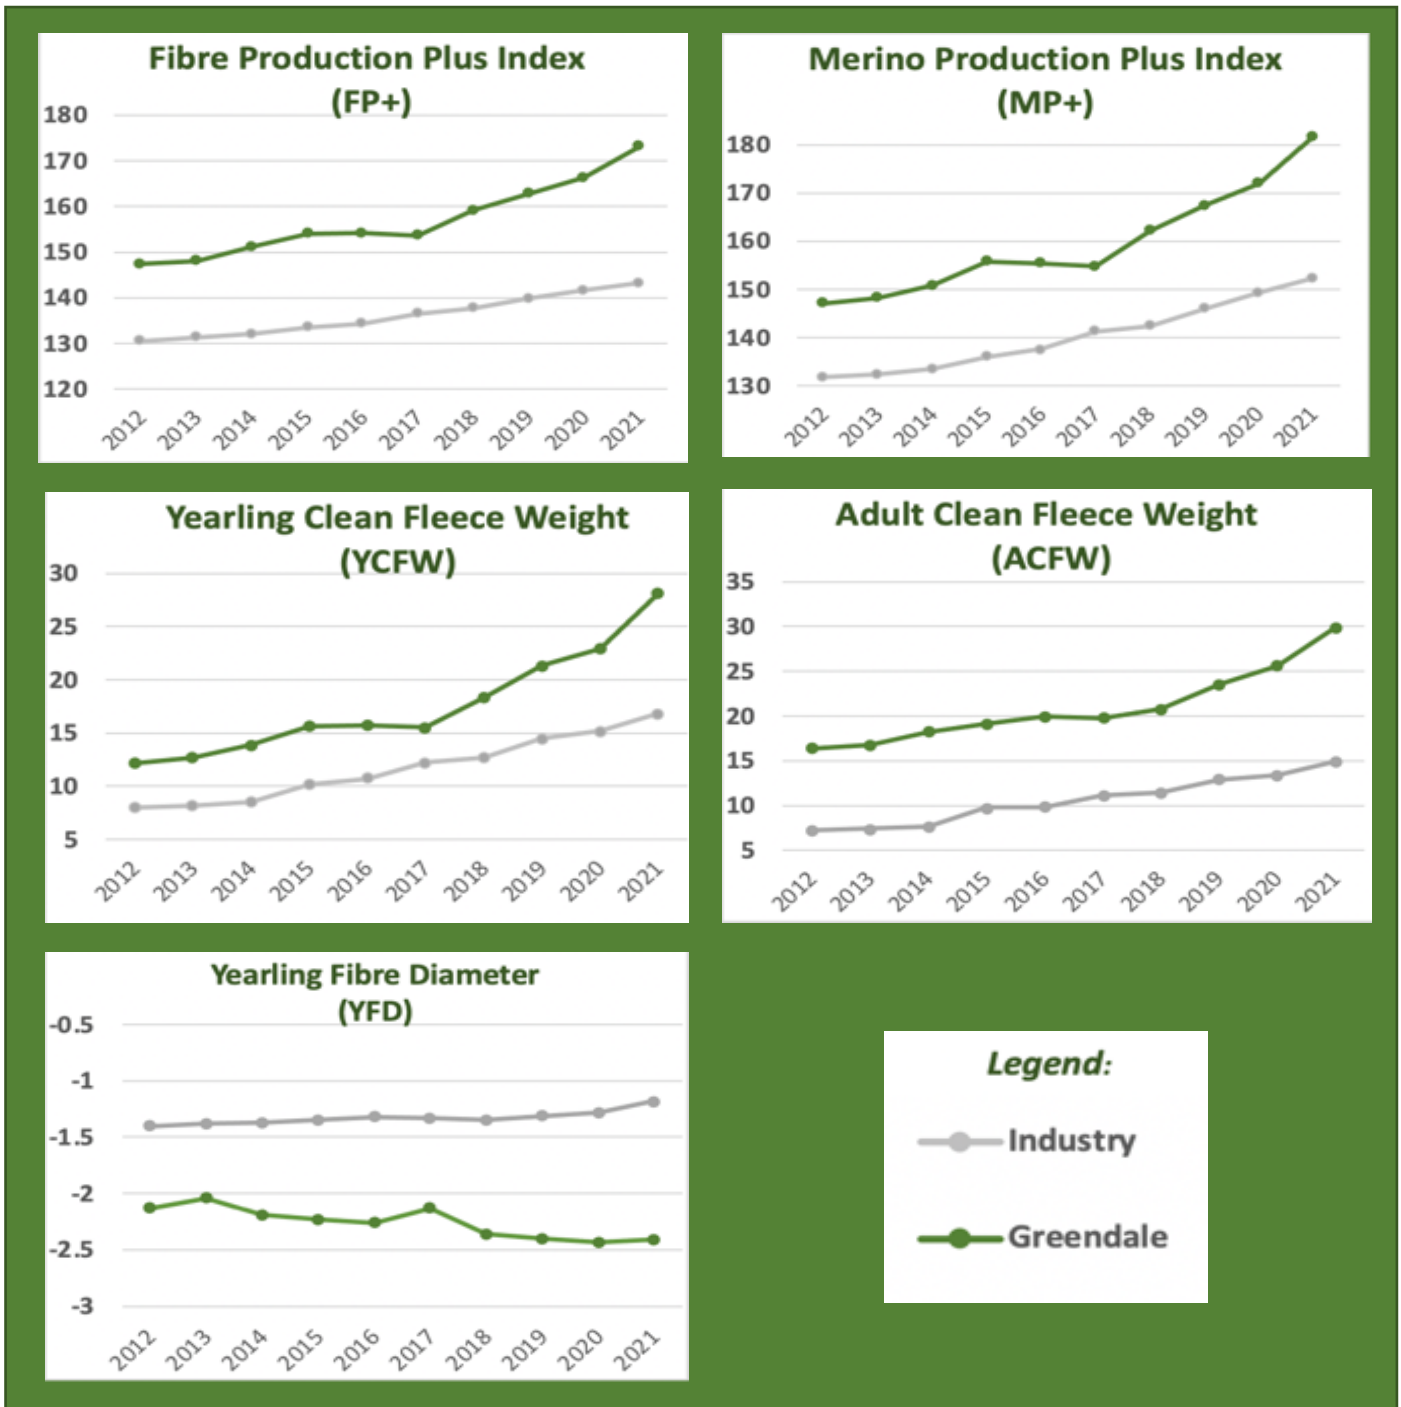 Fibre Production Plus Index
(FP+)
180
170
160
150
140
130
120
2012 2013 2014 2015 2016 2017 2018 2019 2020 2021
Merino Production Plus Index
(MP+)
180
170
160
150
140
130
2012 2013 2014 2015 2016 2017 2018 2019 2020 2021
Yearling Clean Fleece Weight
(YCFW)
30
25
20
15
10
5
2012 2013 2014 2015 2016 2017 2018 2019 2020 2021
Adult Clean Fleece Weight
(ACFW)
35
30
25
20
15
10
5
2012 2013 2014 2015 2016 2017 2018 2019 2020 2021
Yearling Fibre Diameter
(YFD)
-0.5
-1
-1.5
-2
-2.5
-3
2012 2013 2014 2015 2016 2017 2018 2019 2020 2021
Legend:
Industry
Greendale